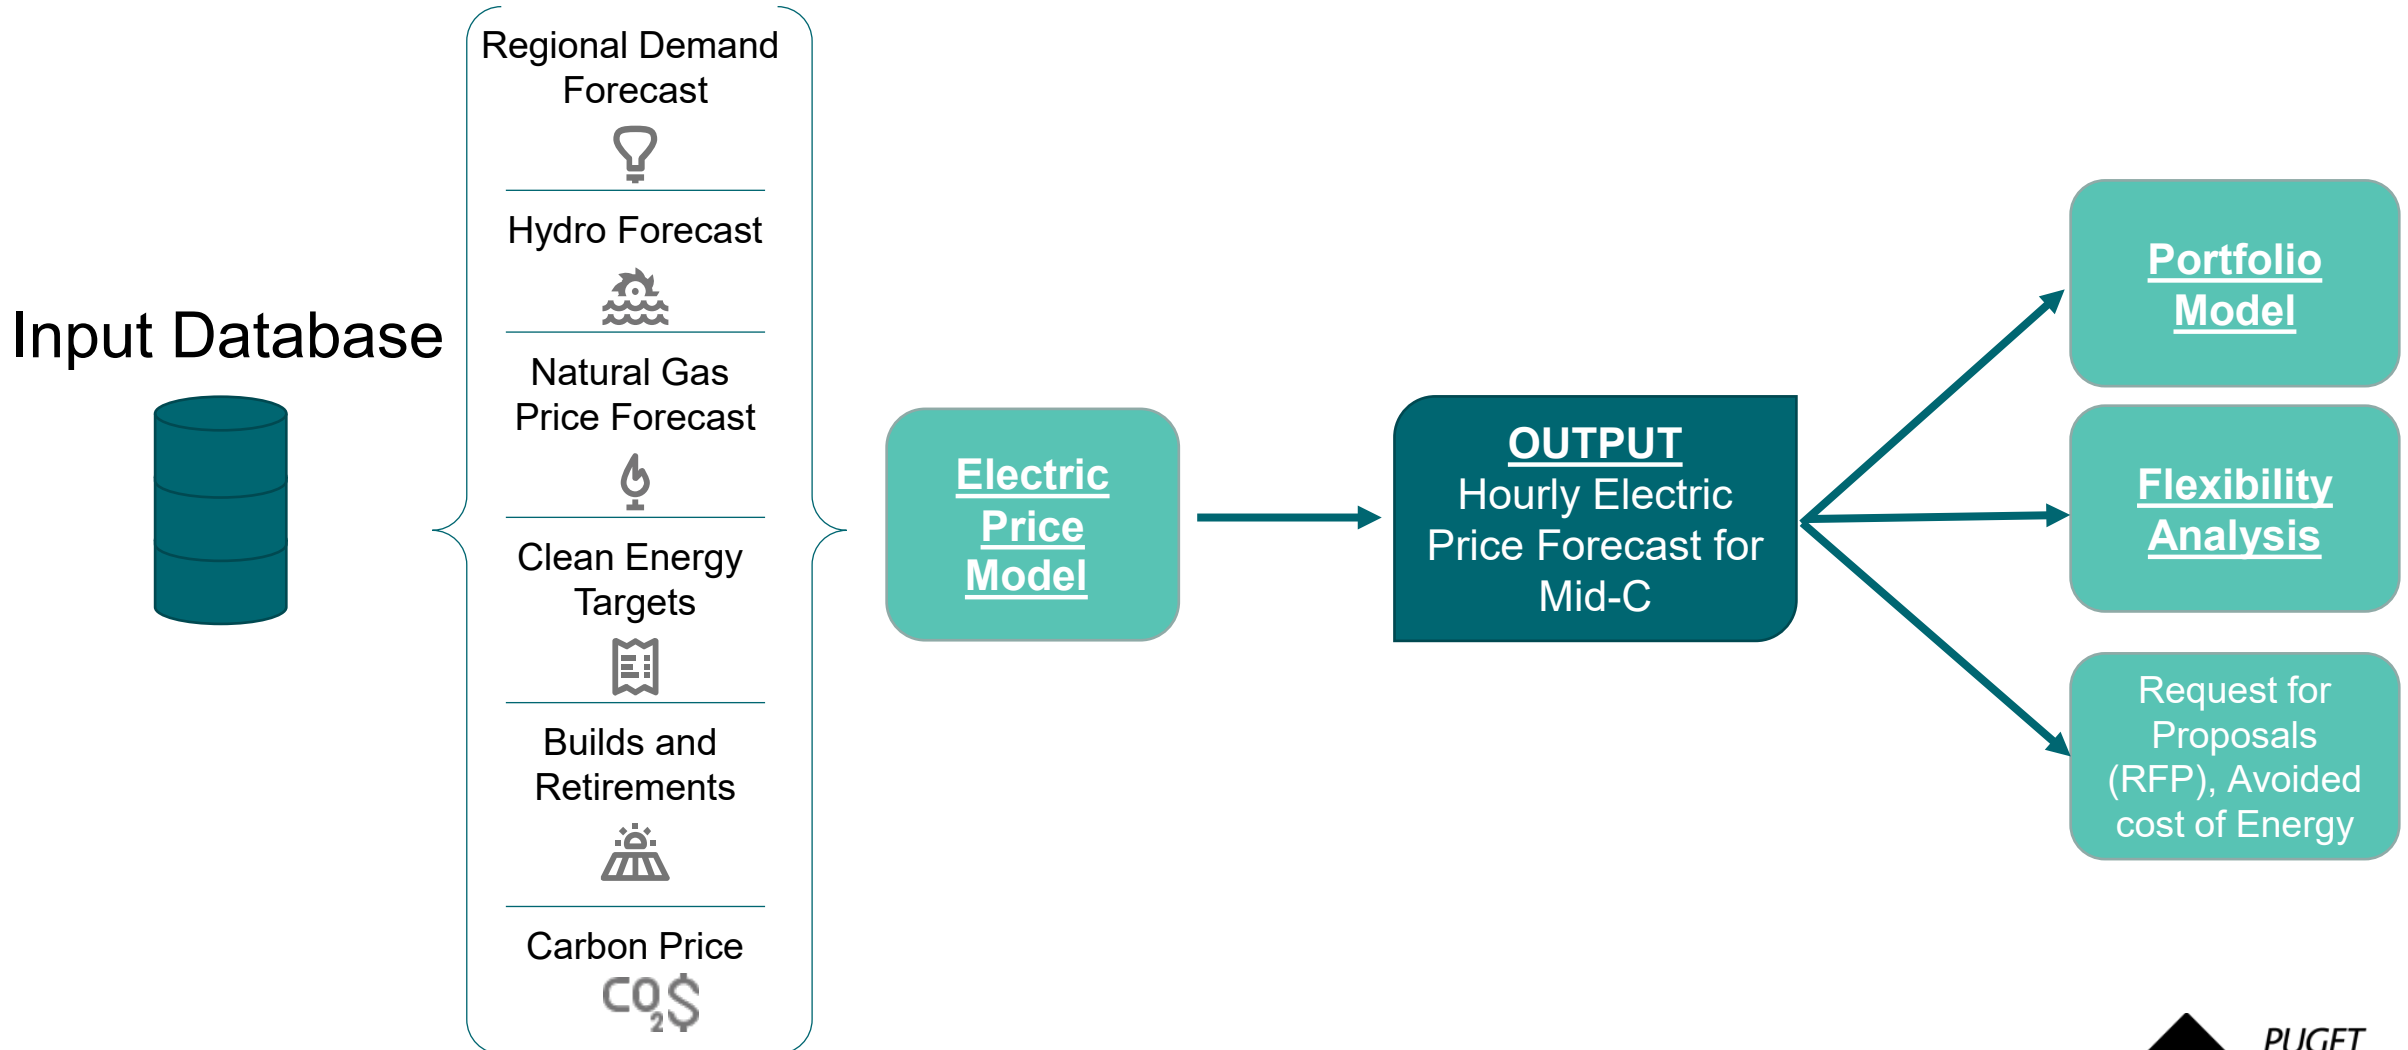 Input Database
Regional Demand
Forecast
Hydro Forecast
Natural Gas
Price Forecast
Clean Energy
Targets
Builds and
Retirements
Carbon Price
CO2$
Electric
Price
Model
OUTPUT
Hourly Electric
Price Forecast for
Mid-C
Portfolio
Model
Flexibility
Analysis
Request for
Proposals
(RFP), Avoided
cost of Energy
PUGET